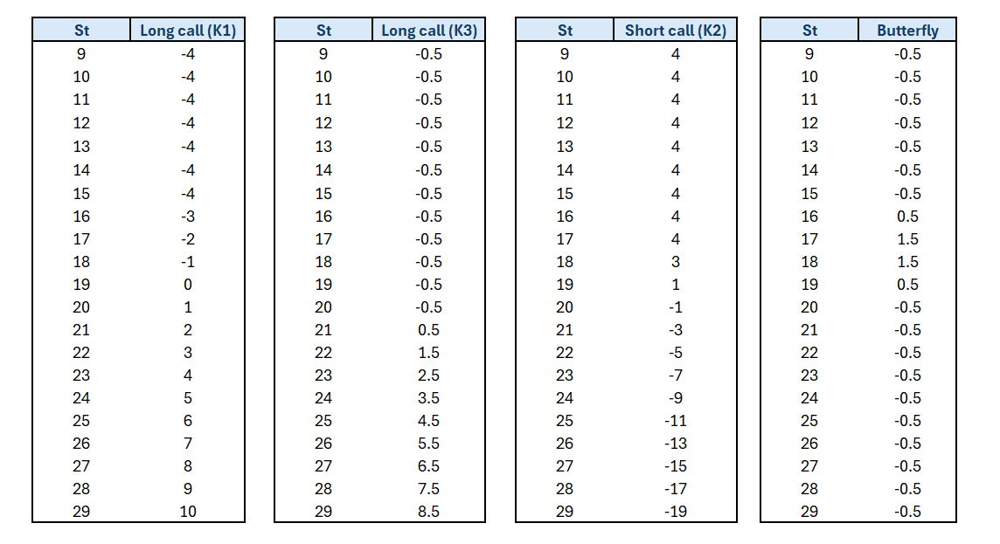 St Long call (K1) St Long call (K3) St Short call (K2) St Butterfly
9 -4 9 -0.5 9 4 9 -0.5
10 -4 10 -0.5 10 4 10 -0.5
11 -4 11 -0.5 11 4 11 -0.5
12 -4 12 -0.5 12 4 12 -0.5
13 -4 13 -0.5 13 4 13 -0.5
14 -4 14 -0.5 14 4 14 -0.5
15 -4 15 -0.5 15 4 15 -0.5
16 -3 16 -0.5 16 4 16 0.5
17 -2 17 -0.5 17 4 17 1.5
18 -1 18 -0.5 18 3 18 1.5
19 0 19 -0.5 19 1 19 0.5
20 1 20 -0.5 20 -1 20 -0.5
21 2 21 0.5 21 -3 21 -0.5
22 3 22 1.5 22 -5 22 -0.5
23 4 23 2.5 23 -7 23 -0.5
24 5 24 3.5 24 -9 24 -0.5
25 6 25 4.5 25 -11 25 -0.5
26 7 26 5.5 26 -13 26 -0.5
27 8 27 6.5 27 -15 27 -0.5
28 9 28 7.5 28 -17 28 -0.5
29 10 29 8.5 29 -19 29 -0.5